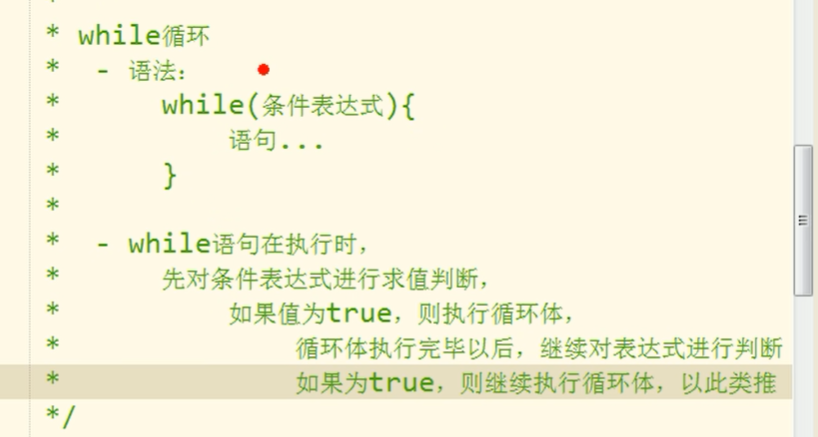 *
* while循环
*  - 语法:
*      while(条件表达式){
*          语句...
*      }
*
*  - while语句在执行时,
*      先对条件表达式进行求值判断,
*          如果值为true, 则执行循环体,
*              循环体执行完毕以后, 继续对表达式进行判断
*              如果为true, 则继续执行循环体, 以此类推
*/